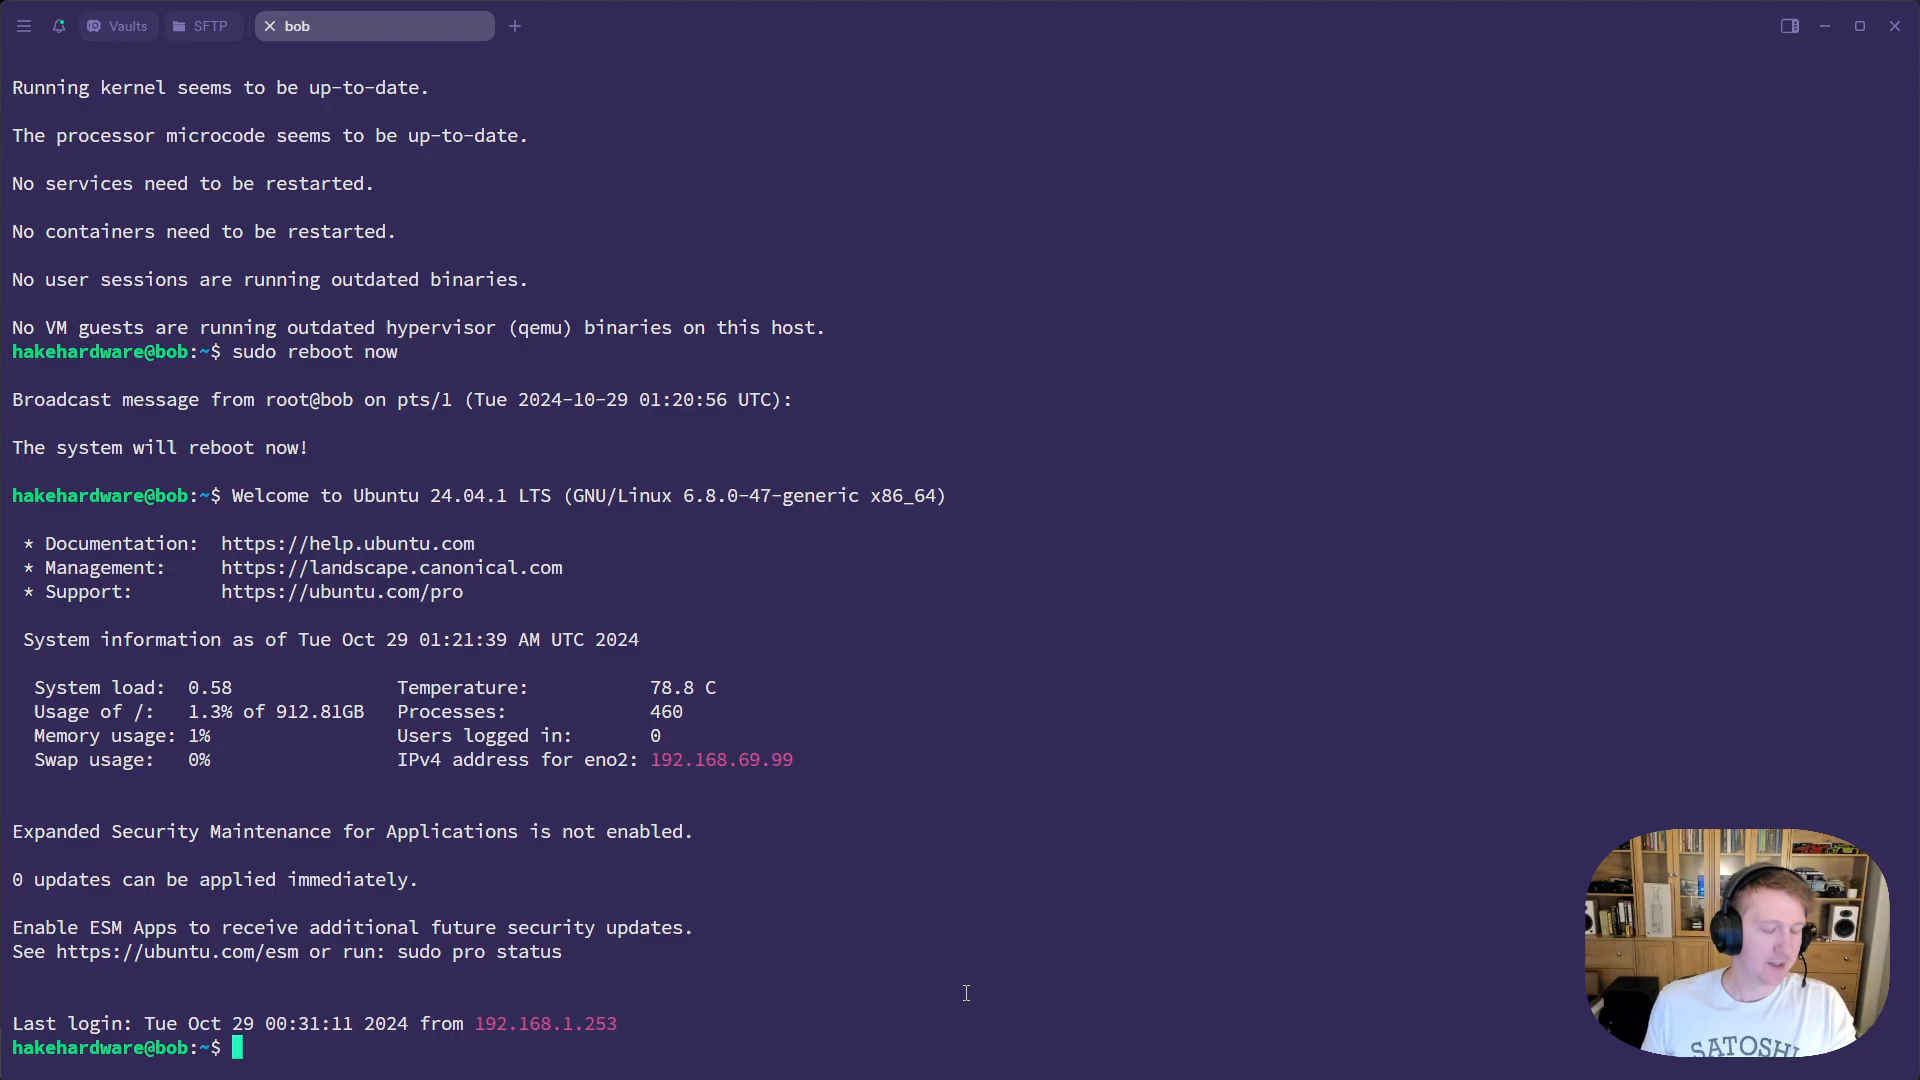 Vaults SFTP bob
Running kernel seems to be up-to-date.
The processor microcode seems to be up-to-date.
No services need to be restarted.
No containers need to be restarted.
No user sessions are running outdated binaries.
No VM guests are running outdated hypervisor (qemu) binaries on this host.
hakehardware@bob:~$ sudo reboot now
Broadcast message from root@bob on pts/1 (Tue 2024-10-29 01:20:56 UTC):
The system will reboot now!
hakehardware@bob:~$ Welcome to Ubuntu 24.04.1 LTS (GNU/Linux 6.8.0-47-generic x86_64)
* Documentation: https://help.ubuntu.com
* Management: https://landscape.canonical.com
* Support: https://ubuntu.com/pro
System information as of Tue Oct 29 01:21:39 AM UTC 2024
System load: 0.58 Temperature: 78.8 C
Usage of /: 1.3% of 912.81GB Processes: 460
Memory usage: 1% Users logged in: 0
Swap usage: 0% IPv4 address for eno2: 192.168.69.99
Expanded Security Maintenance for Applications is not enabled.
0 updates can be applied immediately.
Enable ESM Apps to receive additional future security updates.
See https://ubuntu.com/esm or run: sudo pro status
Last login: Tue Oct 29 00:31:11 2024 from 192.168.1.253
hakehardware@bob:~$
SATOSHI